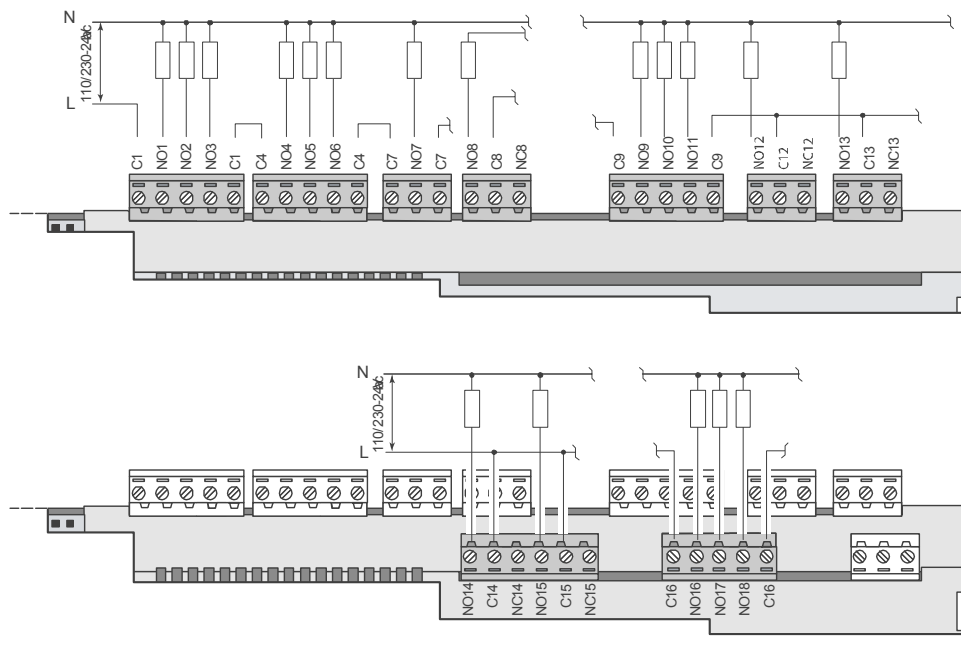 N
110/230-24Vac
L
C1 NO1 NO2 NO3 C1 C4 NO4 NO5 NO6 C4 C7 NO7 C7 NO8 C8 NC8 C9 NO9 NO10 NO11 C9 NO12 C12 NC12 NO13 C13 NC13
N
110/230-24Vac
L
NO14 C14 NC14 NO15 C15 NC15 C16 NO16 NO17 NO18 C16